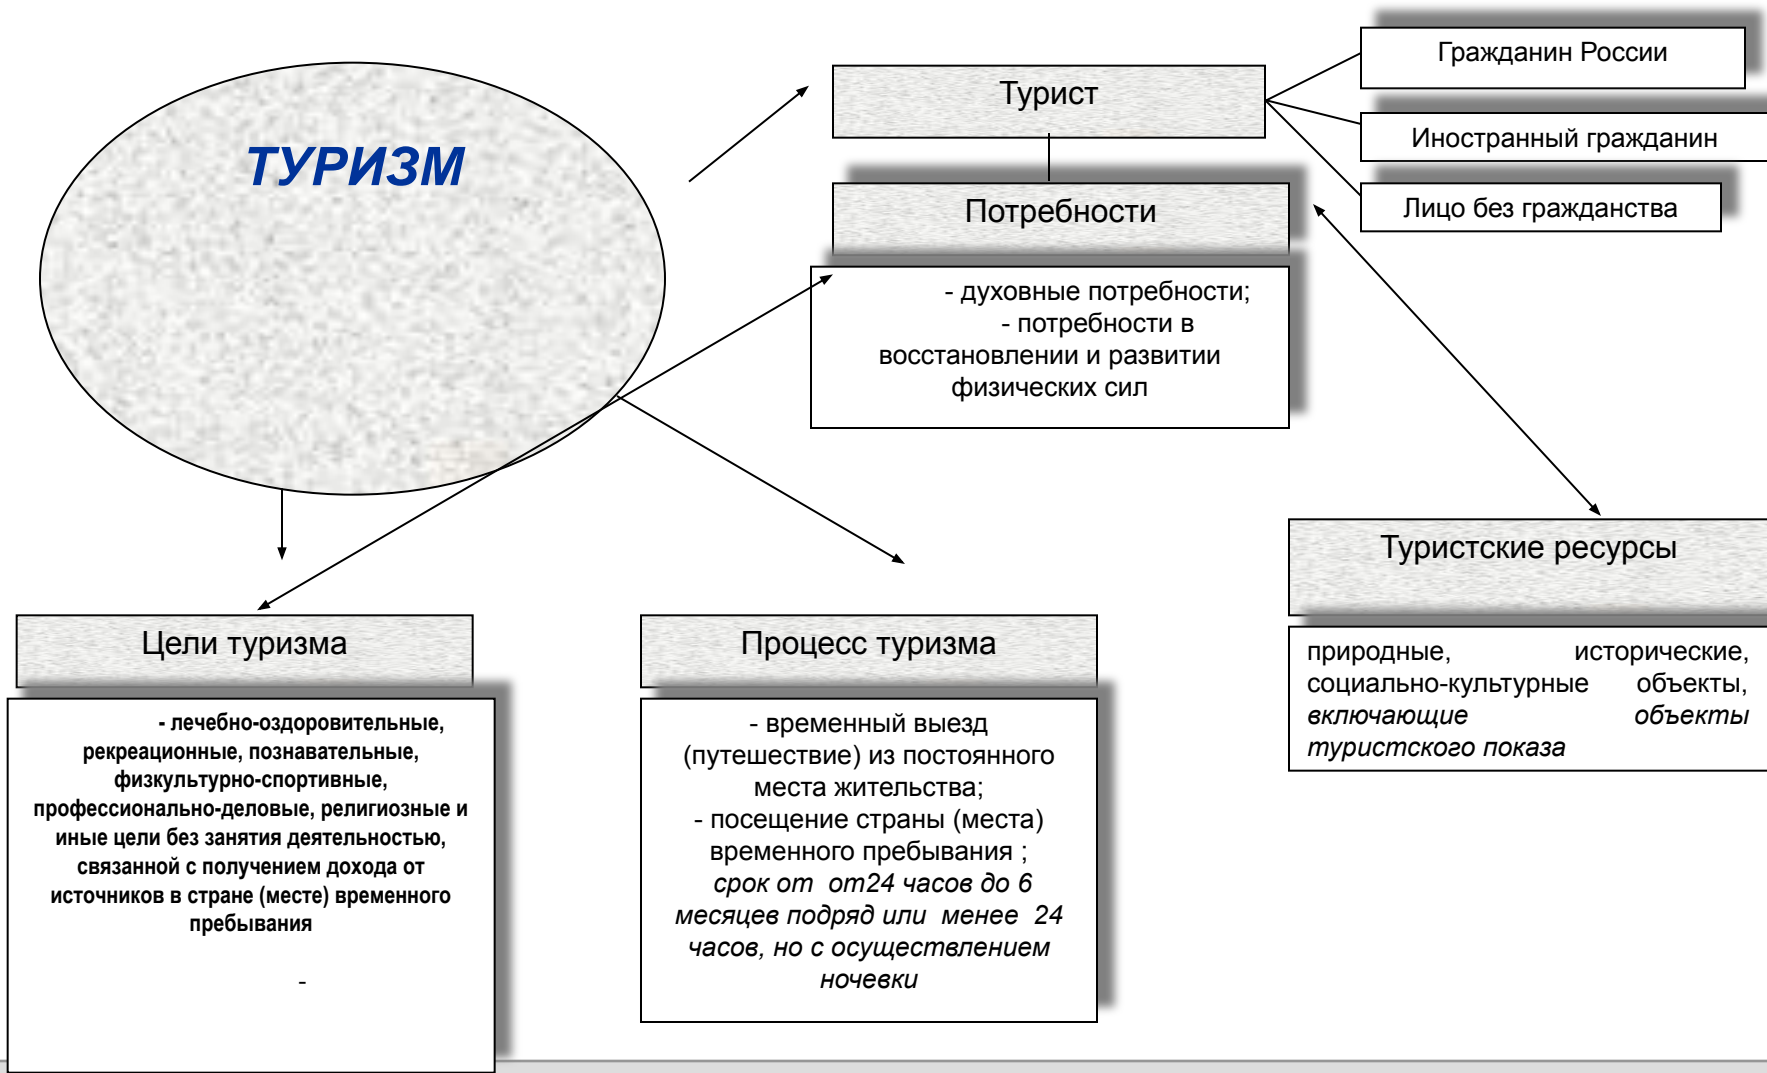 ТУРИЗМ
Турист
Гражданин России
Иностранный гражданин
Лицо без гражданства
Потребности
- духовные потребности;
- потребности в
восстановлении и развитии
физических сил
Туристские ресурсы
природные, исторические,
социально-культурные объекты,
включающие объекты
туристского показа
Цели туризма
- лечебно-оздоровительные,
рекреационные, познавательные,
физкультурно-спортивные,
профессионально-деловые, религиозные и
иные цели без занятия деятельностью,
связанной с получением дохода от
источников в стране (месте) временного
пребывания
-
Процесс туризма
- временный выезд
(путешествие) из постоянного
места жительства;
- посещение страны (места)
временного пребывания ;
срок от от24 часов до 6
месяцев подряд или менее 24
часов, но с осуществлением
ночевки